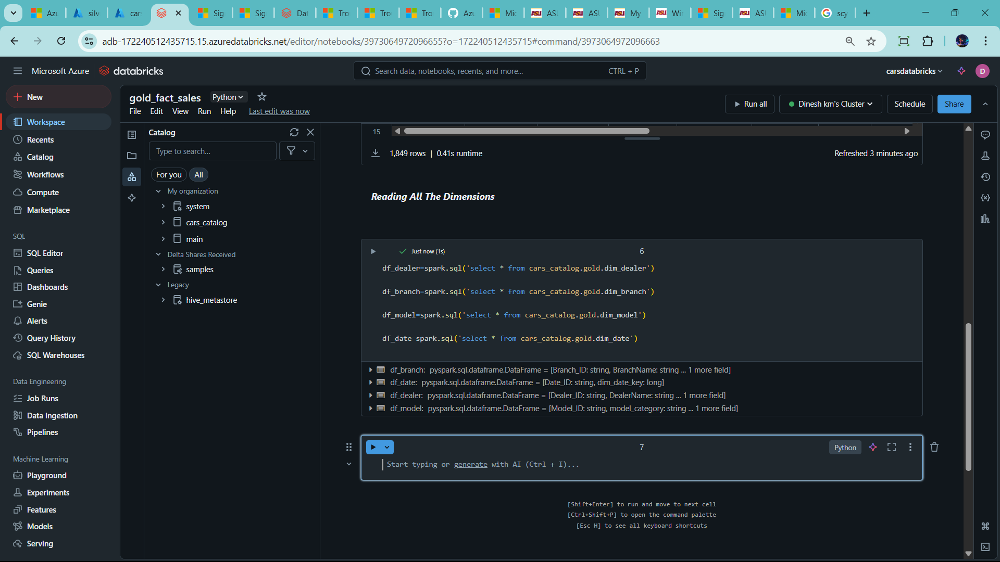 Azu
silv
car
Sig
Sig
Dat
Tro
Tro
Tro
Azu
Mic
ASU
ASU
My
Win
Sig
ASU
Mic
scy
adb-172240512435715.15.azuredatabricks.net/editor/notebooks/3973064972096655?o=172240512435715#command/3973064972096663
Microsoft Azure
databricks
Search data, notebooks, recents, and more...
CTRL + P
carsdatabricks
D
New
Workspace
Recents
Catalog
Workflows
Compute
Marketplace
SQL
SQL Editor
Queries
Dashboards
Genie
Alerts
Query History
SQL Warehouses
Data Engineering
Job Runs
Data Ingestion
Pipelines
Machine Learning
Playground
Experiments
Features
Models
Serving
gold_fact_sales
Python
File Edit View Run Help Last edit was now
Run all
Dinesh km's Cluster
Schedule
Share
Catalog
Type to search...
For you
All
My organization
system
cars_catalog
main
Delta Shares Received
samples
Legacy
hive_metastore
15
1,849 rows | 0.41s runtime
Refreshed 3 minutes ago
Reading All The Dimensions
Just now (1s)
6
df_dealer=spark.sql('select * from cars_catalog.gold.dim_dealer')
df_branch=spark.sql('select * from cars_catalog.gold.dim_branch')
df_model=spark.sql('select * from cars_catalog.gold.dim_model')
df_date=spark.sql('select * from cars_catalog.gold.dim_date')
df_branch: pyspark.sql.dataframe.DataFrame = [Branch_ID: string, BranchName: string ... 1 more field]
df_date: pyspark.sql.dataframe.DataFrame = [Date_ID: string, dim_date_key: long]
df_dealer: pyspark.sql.dataframe.DataFrame = [Dealer_ID: string, DealerName: string ... 1 more field]
df_model: pyspark.sql.dataframe.DataFrame = [Model_ID: string, model_category: string ... 1 more field]
7
Python
Start typing or generate with AI (Ctrl + I)...
[Shift+Enter] to run and move to next cell
[Ctrl+Shift+P] to open the command palette
[Esc H] to see all keyboard shortcuts